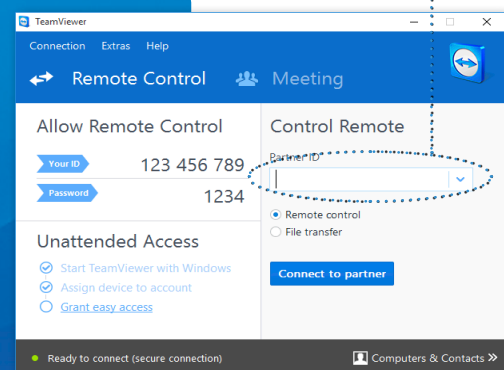 TeamViewer
Connection Extras Help
Remote Control Meeting
Allow Remote Control
Your ID 123 456 789
Password 1234
Unattended Access
Start TeamViewer with Windows
Assign device to account
Grant easy access
Control Remote
Partner ID
Remote control
File transfer
Connect to partner
Ready to connect (secure connection)
Computers & Contacts